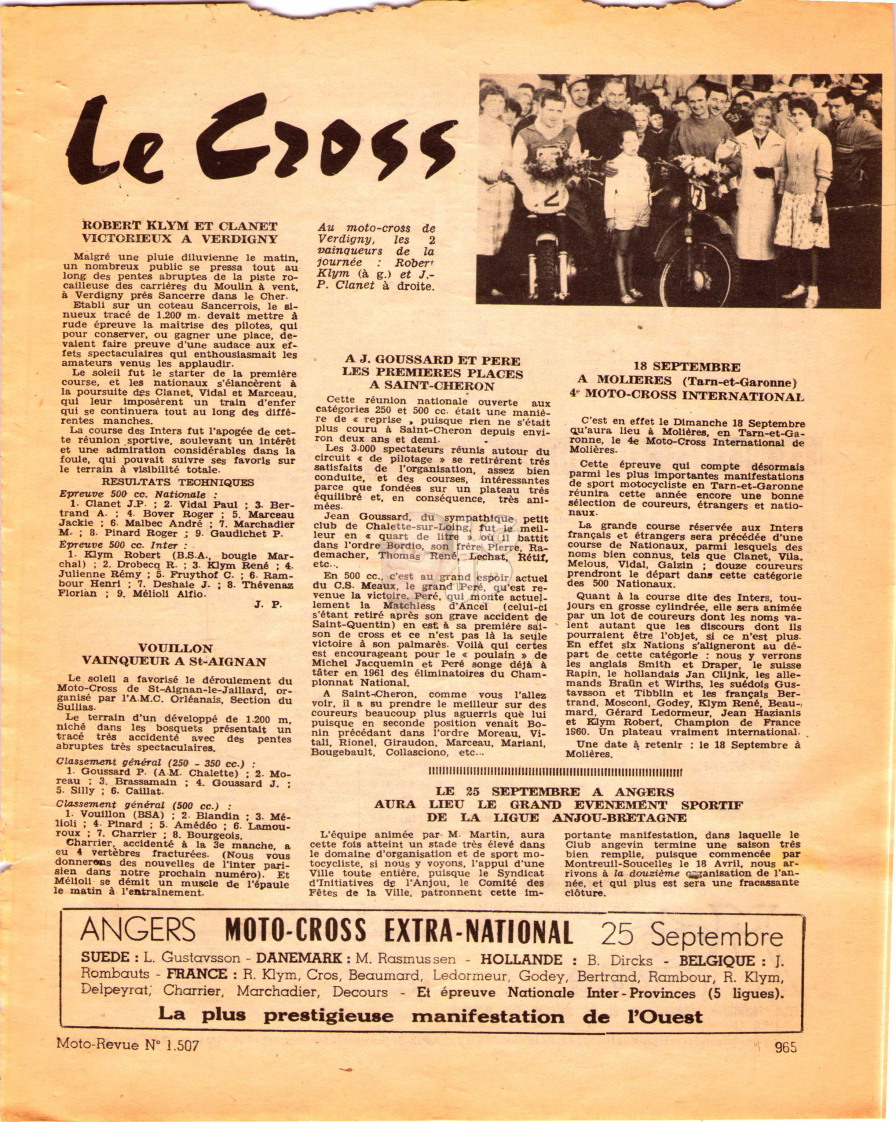 Le Cross
ROBERT KLYM ET CLANET
VICTORIEUX A VERDIGNY
Malgré une pluie diluvienne le matin,
un nombreux public se pressa tout au
long des pentes abruptes de la piste ro-
cailleuse des carrières du Moulin à vent,
à Verdigny près Sancerre dans le Cher.
Etabli sur un coteau Sancerrois, le si-
nueux tracé de 1.200 m. devait mettre à
rude épreuve la maîtrise des pilotes, qui
pour conserver, ou gagner une place, de-
vaient faire preuve d'une audace aux ef-
fets spectaculaires qui enthousiasmait les
amateurs venus les applaudir.
Le soleil fut le starter de la première
course, et les nationaux s'élancèrent à
la poursuite des Clanet, Vidal et Marceau,
qui leur imposèrent un train d'enfer
qui se continuera tout au long des diffé-
rentes manches.
La course des Inters fut l'apogée de cet-
te réunion sportive, soulevant un intérêt
et une admiration considérables dans la
foule, qui pouvait suivre ses favoris sur
le terrain à visibilité totale.
RESULTATS TECHNIQUES
Epreuve 500 cc. Nationale :
1. Clanet J.P. ; 2. Vidal Paul ; 3. Ber-
trand A. ; 4. Bover Roger ; 5. Marceau
Jackie ; 6. Malbec André ; 7. Marchadier
M. ; 8. Pinard Roger ; 9. Gaudichet P.
Epreuve 500 cc. Inter :
1. Klym Robert (B.S.A., bougie Mar-
chal) ; 2. Drobecq R. ; 3. Klym René ; 4.
Julienne Rémy ; 5. Fruythof C. ; 6. Ram-
bour Henri ; 7. Deshaie J. ; 8. Thévenaz
Florian ; 9. Mélioli Alfio.
J. P.
VOUILLON
VAINQUEUR A St-AIGNAN
Le soleil a favorisé le déroulement du
Moto-Cross de St-Aignan-le-Jaillard, or-
ganisé par l'A.M.C. Orléanais, Section du
Sullias.
Le terrain d'un développé de 1.200 m,
niché dans les bosquets présentait un
tracé très accidenté avec des pentes
abruptes très spectaculaires.
Classement général (250 - 350 cc.) :
1. Goussard P. (A.M. Chalette) ; 2. Mo-
reau ; 3. Brassamain ; 4. Goussard J. ;
5. Silly ; 6. Caillat.
Classement général (500 cc.) :
1. Vouillon (BSA) ; 2. Blandin ; 3. Mé-
lioli ; 4. Pinard ; 5. Amédéo ; 6. Lamou-
roux ; 7. Charrier ; 8. Bourgeois.
Charrier, accidenté à la 3e manche, a
eu 4 vertèbres fracturées. (Nous vous
donnerons des nouvelles de l'inter pari-
sien dans notre prochain numéro). Et
Mélioli se démit un muscle de l'épaule
le matin à l'entraînement.
Au moto-cross de
Verdigny, les 2
vainqueurs de la
journée : Robert
Klym (à g.) et J.-
P. Clanet à droite.
2
A J. GOUSSARD ET PERE
LES PREMIERES PLACES
A SAINT-CHERON
Cette réunion nationale ouverte aux
catégories 250 et 500 cc. était une maniè-
re de « reprise », puisque rien ne s'était
plus couru à Saint-Cheron depuis envi-
ron deux ans et demi.
Les 3.000 spectateurs réunis autour du
circuit « de pilotage » se retirèrent très
satisfaits de l'organisation, assez bien
conduite, et des courses, intéressantes
parce que fondées sur un plateau très
équilibré et, en conséquence, très ani-
mées.
Jean Goussard, du sympathique petit
club de Chalette-sur-Loing, fut le meil-
leur en « quart de litre » où il battit
dans l'ordre Bordio, son frère Pierre, Ra-
demacher, Thomas René, Lechat, Rétif,
etc...
En 500 cc, c'est au grand espoir actuel
du C.S. Meaux, le grand Peré, qu'est re-
venue la victoire. Peré, qui monte actuel-
lement la Matchless d'Ancel (celui-ci
s'étant retiré après son grave accident de
Saint-Quentin) en est à sa première sai-
son de cross et ce n'est pas là la seule
victoire à son palmarès. Voilà qui certes
est encourageant pour le « poulain » de
Michel Jacquemin et Peré songe déjà à
tâter en 1961 des éliminatoires du Cham-
pionnat National.
A Saint-Cheron, comme vous l'allez
voir, il a su prendre le meilleur sur des
coureurs beaucoup plus aguerris que lui
puisque en seconde position venait Bo-
nin précédant dans l'ordre Moreau, Vi-
tali, Rionel, Giraudon, Marceau, Mariani,
Bougebault, Collasciono, etc...
18 SEPTEMBRE
A MOLIERES (Tarn-et-Garonne)
4e MOTO-CROSS INTERNATIONAL
C'est en effet le Dimanche 18 Septembre
qu'aura lieu à Molières, en Tarn-et-Ga-
ronne, le 4e Moto-Cross International de
Molières.
Cette épreuve qui compte désormais
parmi les plus importantes manifestations
de sport motocycliste en Tarn-et-Garonne
réunira cette année encore une bonne
sélection de coureurs, étrangers et natio-
naux.
La grande course réservée aux Inters
français et étrangers sera précédée d'une
course de Nationaux, parmi lesquels des
noms bien connus, tels que Clanet, Vila,
Melous, Vidal, Galzin ; douze coureurs
prendront le départ dans cette catégorie
des 500 Nationaux.
Quant à la course dite des Inters, tou-
jours en grosse cylindrée, elle sera animée
par un lot de coureurs dont les noms va-
lent autant que les discours dont ils
pourraient être l'objet, si ce n'est plus.
En effet six Nations s'aligneront au dé-
part de cette catégorie : nous y verrons
les anglais Smith et Draper, le suisse
Rapin, le hollandais Jan Clijnk, les alle-
mands Braün et Wirths, les suédois Gus-
tavsson et Tibblin et les français Ber-
trand, Mosconi, Godey, Klym René, Beau-
mard, Gérard Ledormeur, Jean Hazianis
et Klym Robert, Champion de France
1960. Un plateau vraiment international.
Une date à retenir : le 18 Septembre à
Molières.
LE 25 SEPTEMBRE A ANGERS
AURA LIEU LE GRAND EVENEMENT SPORTIF
DE LA LIGUE ANJOU-BRETAGNE
L'équipe animée par M. Martin, aura
cette fois atteint un stade très élevé dans
le domaine d'organisation et de sport mo-
tocycliste, si nous y voyons, l'appui d'une
Ville toute entière, puisque le Syndicat
d'Initiatives de l'Anjou, le Comité des
Fêtes de la Ville, patronnent cette im-
portante manifestation, dans laquelle le
Club angevin termine une saison très
bien remplie, puisque commencée par
Montreuil-Soucelles le 18 Avril, nous ar-
rivons à la douzième organisation de l'an-
née, et qui plus est sera une fracassante
clôture.
ANGERS MOTO-CROSS EXTRA-NATIONAL 25 Septembre
SUEDE : L. Gustavsson - DANEMARK : M. Rasmussen - HOLLANDE : B. Dircks - BELGIQUE : J.
Rombauts - FRANCE : R. Klym, Cros, Beaumard, Ledormeur, Godey, Bertrand, Rambour, R. Klym,
Delpeyrat, Charrier, Marchadier, Decours - Et épreuve Nationale Inter-Provinces (5 ligues).
La plus prestigieuse manifestation de l'Ouest
Moto-Revue N° 1.507
965